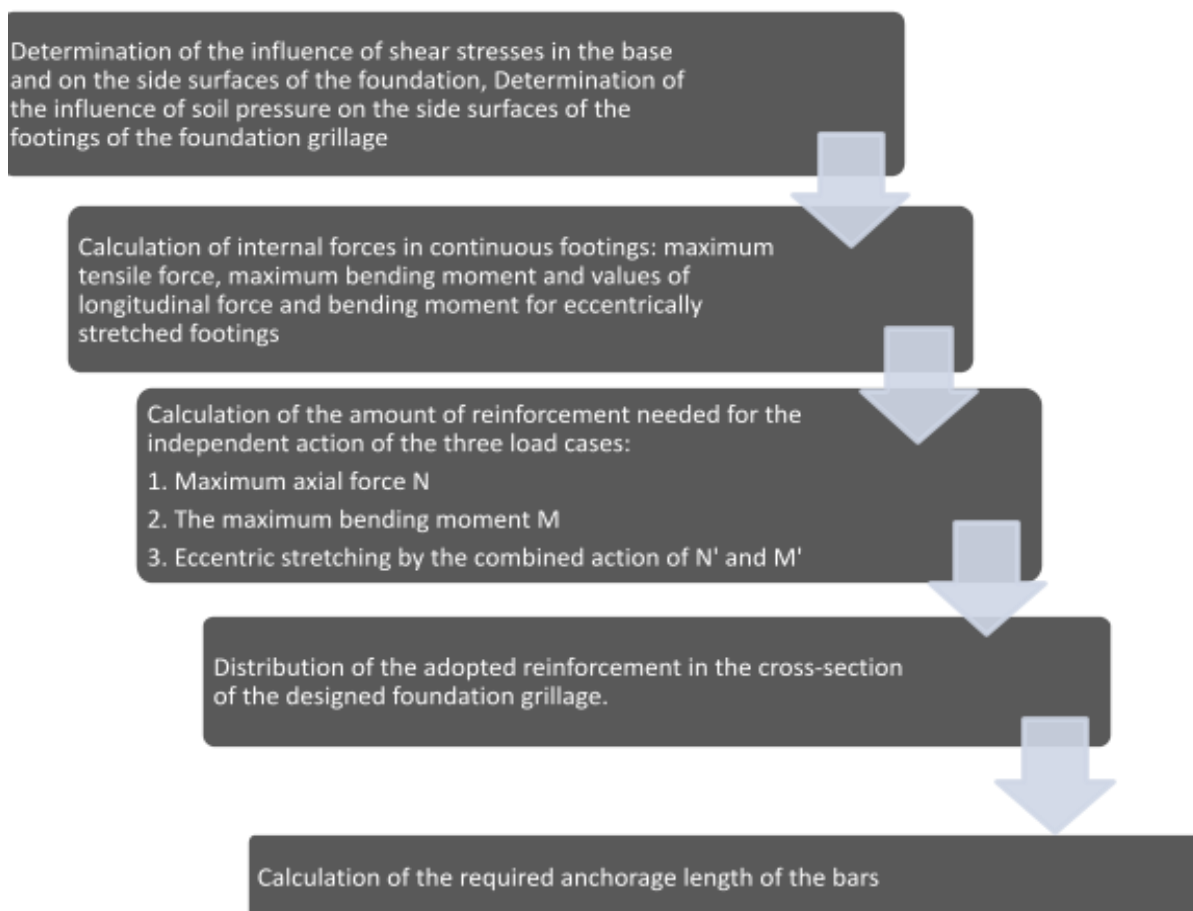 Determination of the influence of shear stresses in the base
and on the side surfaces of the foundation, Determination of
the influence of soil pressure on the side surfaces of the
footings of the foundation grillage
Calculation of internal forces in continuous footings: maximum
tensile force, maximum bending moment and values of
longitudinal force and bending moment for eccentrically
stretched footings
Calculation of the amount of reinforcement needed for the
independent action of the three load cases:
1. Maximum axial force N
2. The maximum bending moment M
3. Eccentric stretching by the combined action of N' and M'
Distribution of the adopted reinforcement in the cross-section
of the designed foundation grillage.
Calculation of the required anchorage length of the bars